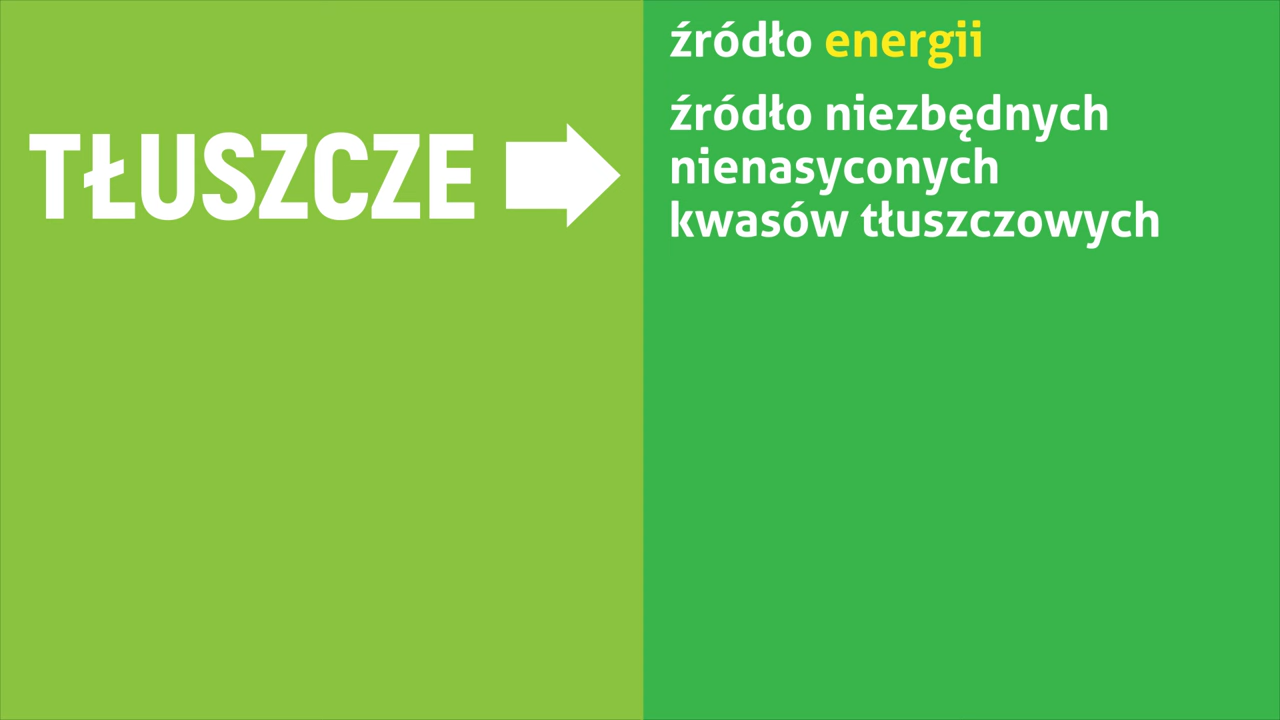 TŁUSZCZE
źródło energii
źródło niezbędnych
nienasyconych
kwasów tłuszczowych